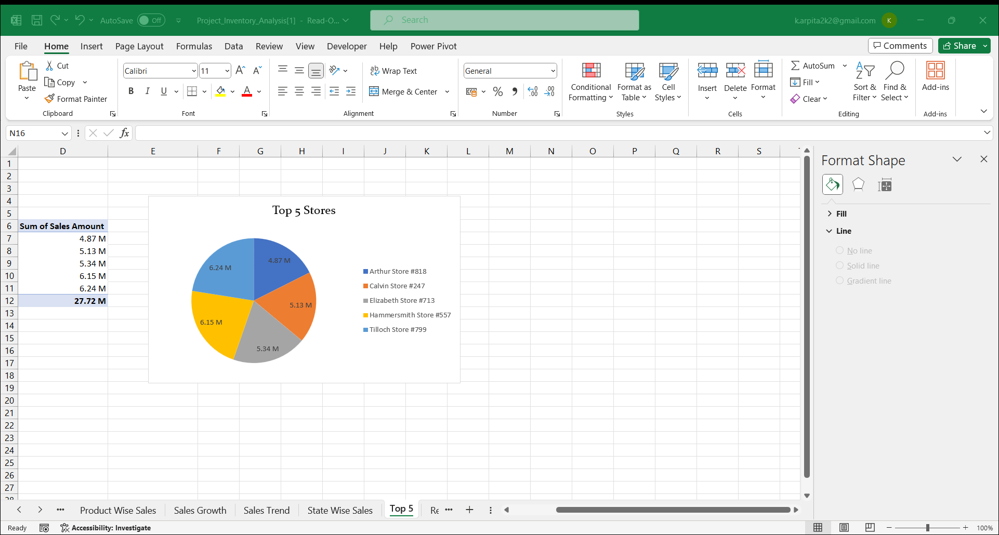 AutoSave Off Project_Inventory_Analysis[1] - Read-O... Search k.arpita2k2@gmail.com K
File Home Insert Page Layout Formulas Data Review View Developer Help Power Pivot Comments Share
Paste
Cut
Copy
Format Painter
Clipboard
Calibri 11
B I U A
Font
Wrap Text
Merge & Center
Alignment
General
Number
Conditional Formatting
Format as Table
Cell Styles
Styles
Insert
Delete
Format
Cells
AutoSum
Fill
Clear
Sort & Filter
Find & Select
Editing
Add-ins
Add-ins
N16 fx
D E F G H I J K L M N O P Q R S
1
2
3
4
5
6 Sum of Sales Amount
7 4.87 M
8 5.13 M
9 5.34 M
10 6.15 M
11 6.24 M
12 27.72 M
13
14
15
16
17
18
19
20
21
22
23
24
25
26
27
28
Top 5 Stores
4.87 M
6.24 M
5.13 M
6.15 M
5.34 M
Arthur Store #818
Calvin Store #247
Elizabeth Store #713
Hammersmith Store #557
Tilloch Store #799
Format Shape
Fill
Line
No line
Solid line
Gradient line
Product Wise Sales Sales Growth Sales Trend State Wise Sales Top 5 Re
Ready Accessibility: Investigate 100%